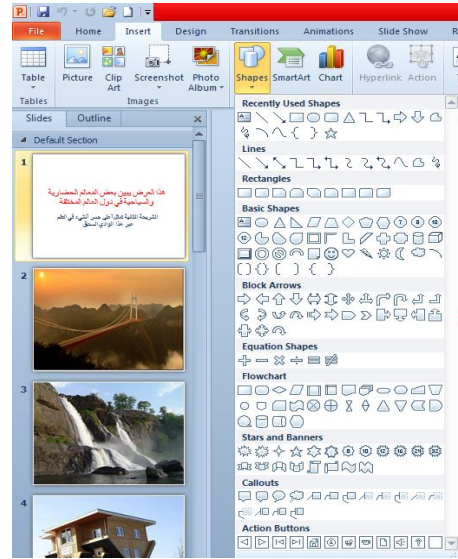 File Home Insert Design Transitions Animations Slide Show
Table Picture Clip Art Screenshot Photo Album Shapes SmartArt Chart Hyperlink Action
Tables Images
Slides Outline
Default Section
1
هذا العرض يبين بعض المعالم الحضارية
والسياحية في دول العالم المختلفة
الشريحة الثانية تمثل أعلى جسر أنشيء في العالم
عبر هذا الوادي السحيق
2
3
4
Recently Used Shapes
Lines
Rectangles
Basic Shapes
Block Arrows
Equation Shapes
Flowchart
Stars and Banners
Callouts
Action Buttons